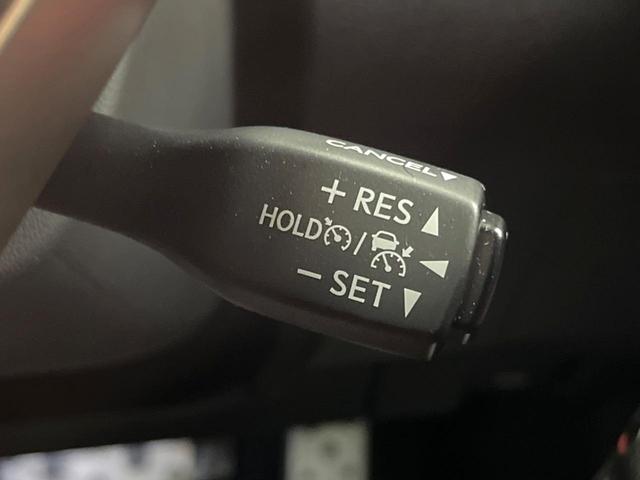 CANCEL
+ RES
HOLD /
- SET